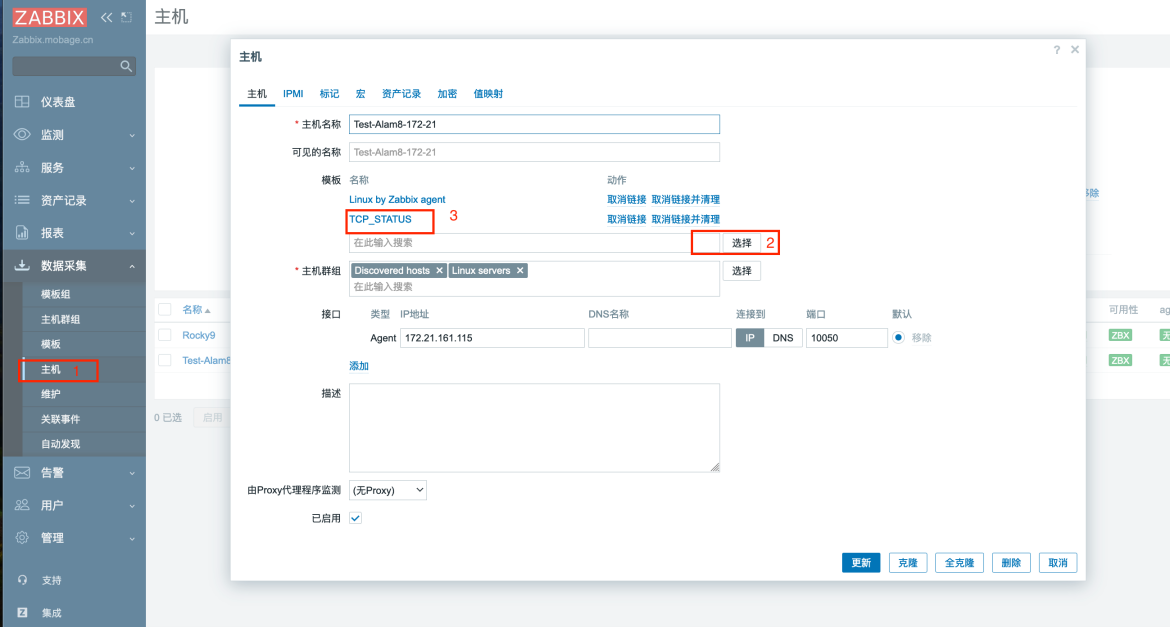 ZABBIX
主机
Zabbix.mobage.cn
仪表盘
监测
服务
资产记录
报表
数据采集
模板组
主机群组
模板
主机 1
维护
关联事件
自动发现
告警
用户
管理
支持
Z 集成
主机
? ×
主机 IPMI 标记 宏 资产记录 加密 值映射
* 主机名称 Test-Alam8-172-21
可见的名称 Test-Alam8-172-21
模板 名称 动作
Linux by Zabbix agent 取消链接 取消链接并清理
TCP_STATUS 3 取消链接 取消链接并清理
在此输入搜索 选择 2
* 主机群组 Discovered hosts × Linux servers × 选择
在此输入搜索
接口 类型 IP地址 DNS名称 连接到 端口 默认
Agent 172.21.161.115 IP DNS 10050 移除
添加
描述
由Proxy代理程序监测 (无Proxy)
已启用
更新 克隆 全克隆 删除 取消
名称
Rocky9
Test-Alam8
0 已选 启用
可用性 ag
ZBX 无
ZBX 无